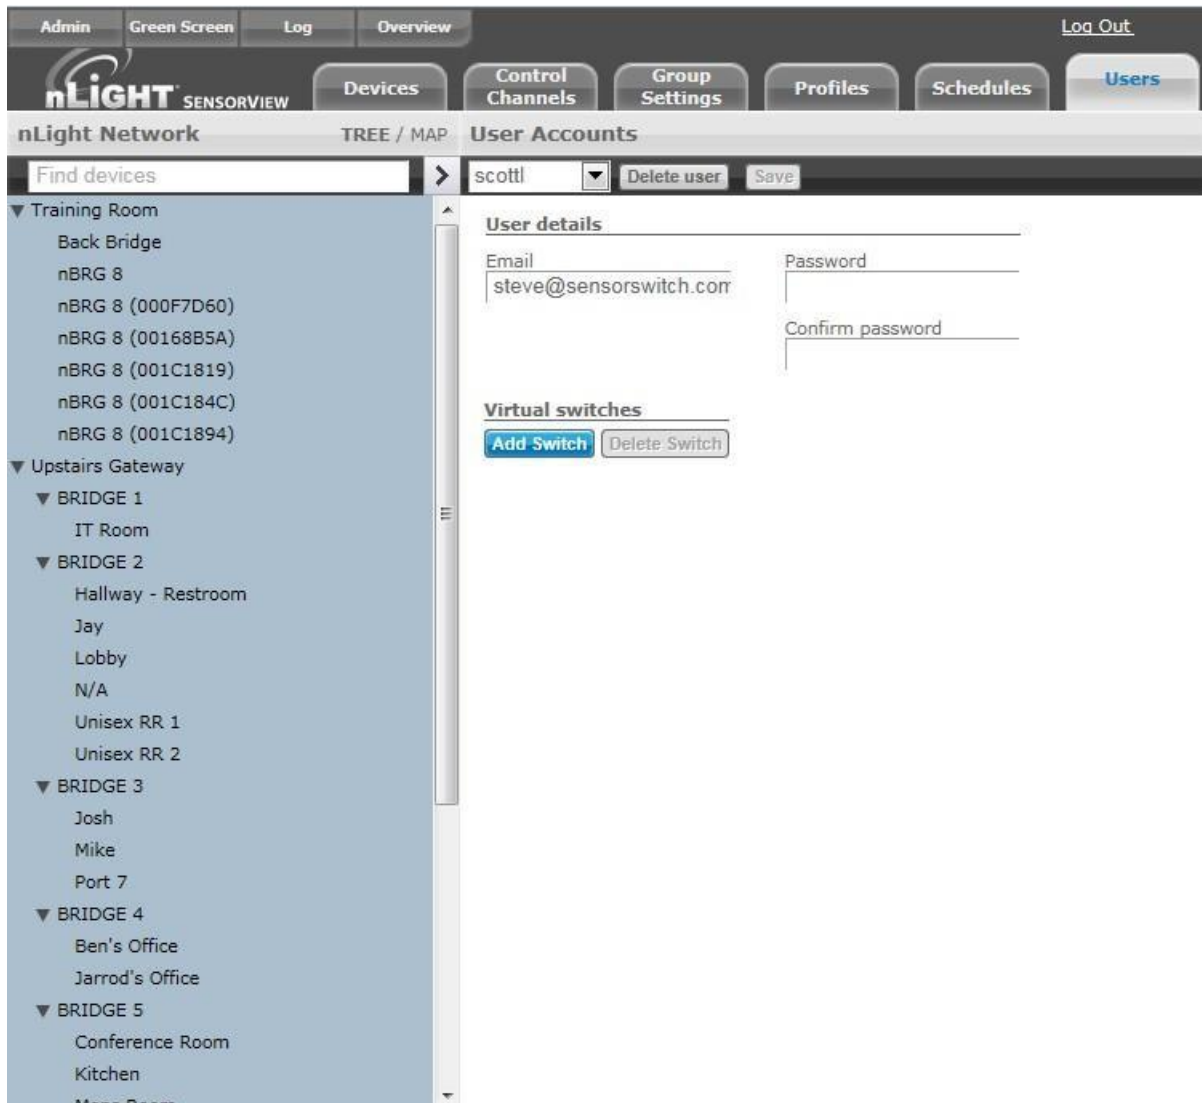 Admin Green Screen Log Overview Log Out
nLIGHT SENSORVIEW Devices Control Channels Group Settings Profiles Schedules Users
nLight Network TREE / MAP User Accounts
Find devices > scottl Delete user Save
Training Room
Back Bridge
nBRG 8
nBRG 8 (000F7D60)
nBRG 8 (00168B5A)
nBRG 8 (001C1819)
nBRG 8 (001C184C)
nBRG 8 (001C1894)
Upstairs Gateway
BRIDGE 1
IT Room
BRIDGE 2
Hallway - Restroom
Jay
Lobby
N/A
Unisex RR 1
Unisex RR 2
BRIDGE 3
Josh
Mike
Port 7
BRIDGE 4
Ben's Office
Jarrod's Office
BRIDGE 5
Conference Room
Kitchen
User details
Email Password
steve@sensorswitch.com
Confirm password
Virtual switches
Add Switch Delete Switch